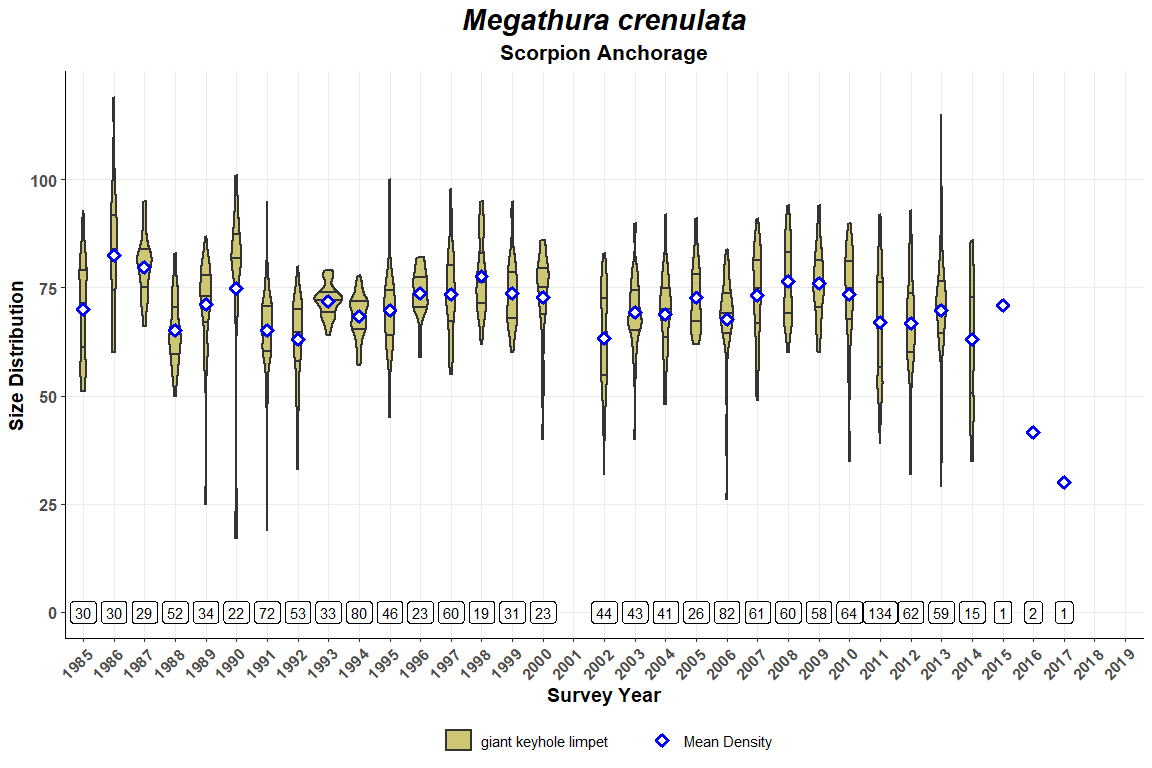 Megathura crenulata
Scorpion Anchorage
Size Distribution
100
75
50
25
0
30 30 29 52 34 22 72 53 33 80 46 23 60 19 31 23 44 43 41 26 82 61 60 58 64 134 62 59 15 1 2 1
1985 1986 1987 1988 1989 1990 1991 1992 1993 1994 1995 1996 1997 1998 1999 2000 2001 2002 2003 2004 2005 2006 2007 2008 2009 2010 2011 2012 2013 2014 2015 2016 2017 2018 2019
Survey Year
giant keyhole limpet Mean Density